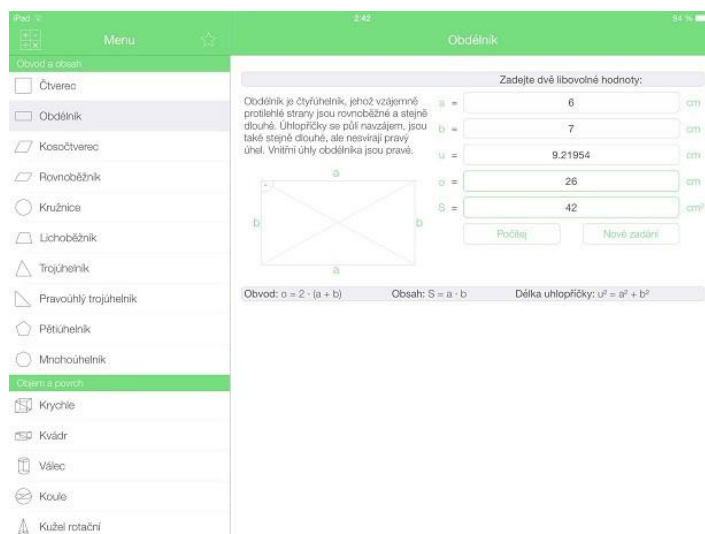 iPad
2:42
94 %
Menu
Obdélník
Obvod a obsah
Čtverec
Obdélník
Kosočtverec
Rovnoběžník
Kružnice
Lichoběžník
Trojúhelník
Pravoúhlý trojúhelník
Pětiúhelník
Mnohoúhelník
Objem a povrch
Krychle
Kvádr
Válec
Koule
Kužel rotační
Zadejte dvě libovolné hodnoty:
Obdélník je čtyřúhelník, jehož vzájemně
protilehlé strany jsou rovnoběžné a stejně
dlouhé. Úhlopříčky se půlí navzájem, jsou
také stejně dlouhé, ale nesvírají pravý
úhel. Vnitřní úhly obdélníka jsou pravé.
a = 6 cm
b = 7 cm
u = 9.21954 cm
o = 26 cm
S = 42 cm²
Počítej Nové zadání
a
b b
a
Obvod: o = 2 · (a + b) Obsah: S = a · b Délka uhlopříčky: u² = a² + b²